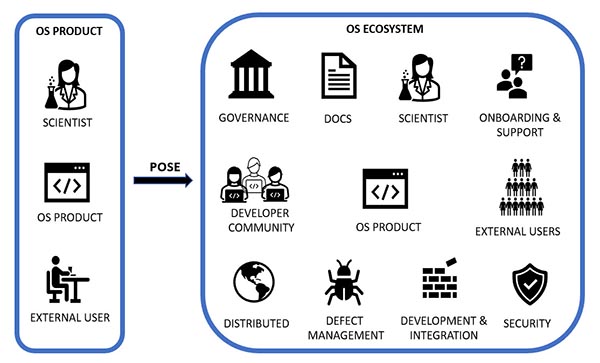 OS PRODUCT
SCIENTIST
</>
OS PRODUCT
EXTERNAL USER
POSE
OS ECOSYSTEM
GOVERNANCE
DOCS
SCIENTIST
?
ONBOARDING &
SUPPORT
DEVELOPER
COMMUNITY
</>
OS PRODUCT
EXTERNAL USERS
DISTRIBUTED
DEFECT
MANAGEMENT
DEVELOPMENT &
INTEGRATION
SECURITY